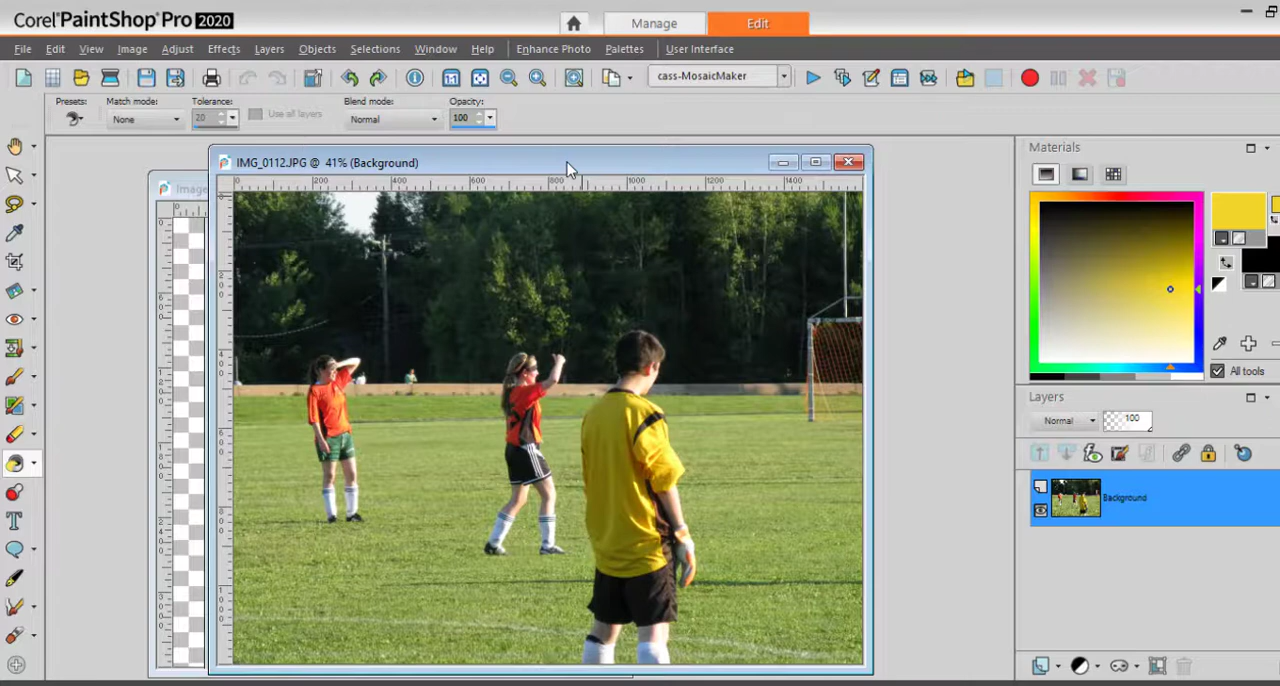 Corel PaintShop Pro 2020
Manage
Edit
File Edit View Image Adjust Effects Layers Objects Selections Window Help Enhance Photo Palettes User Interface
cass-MosaicMaker
Presets: Match mode: Tolerance: Blend mode: Opacity:
None 20 Use all layers Normal 100
Image
IMG_0112.JPG @ 41% (Background)
0 200 400 600 800 1000 1200 1400
Materials
All tools
Layers
Normal 100
Background